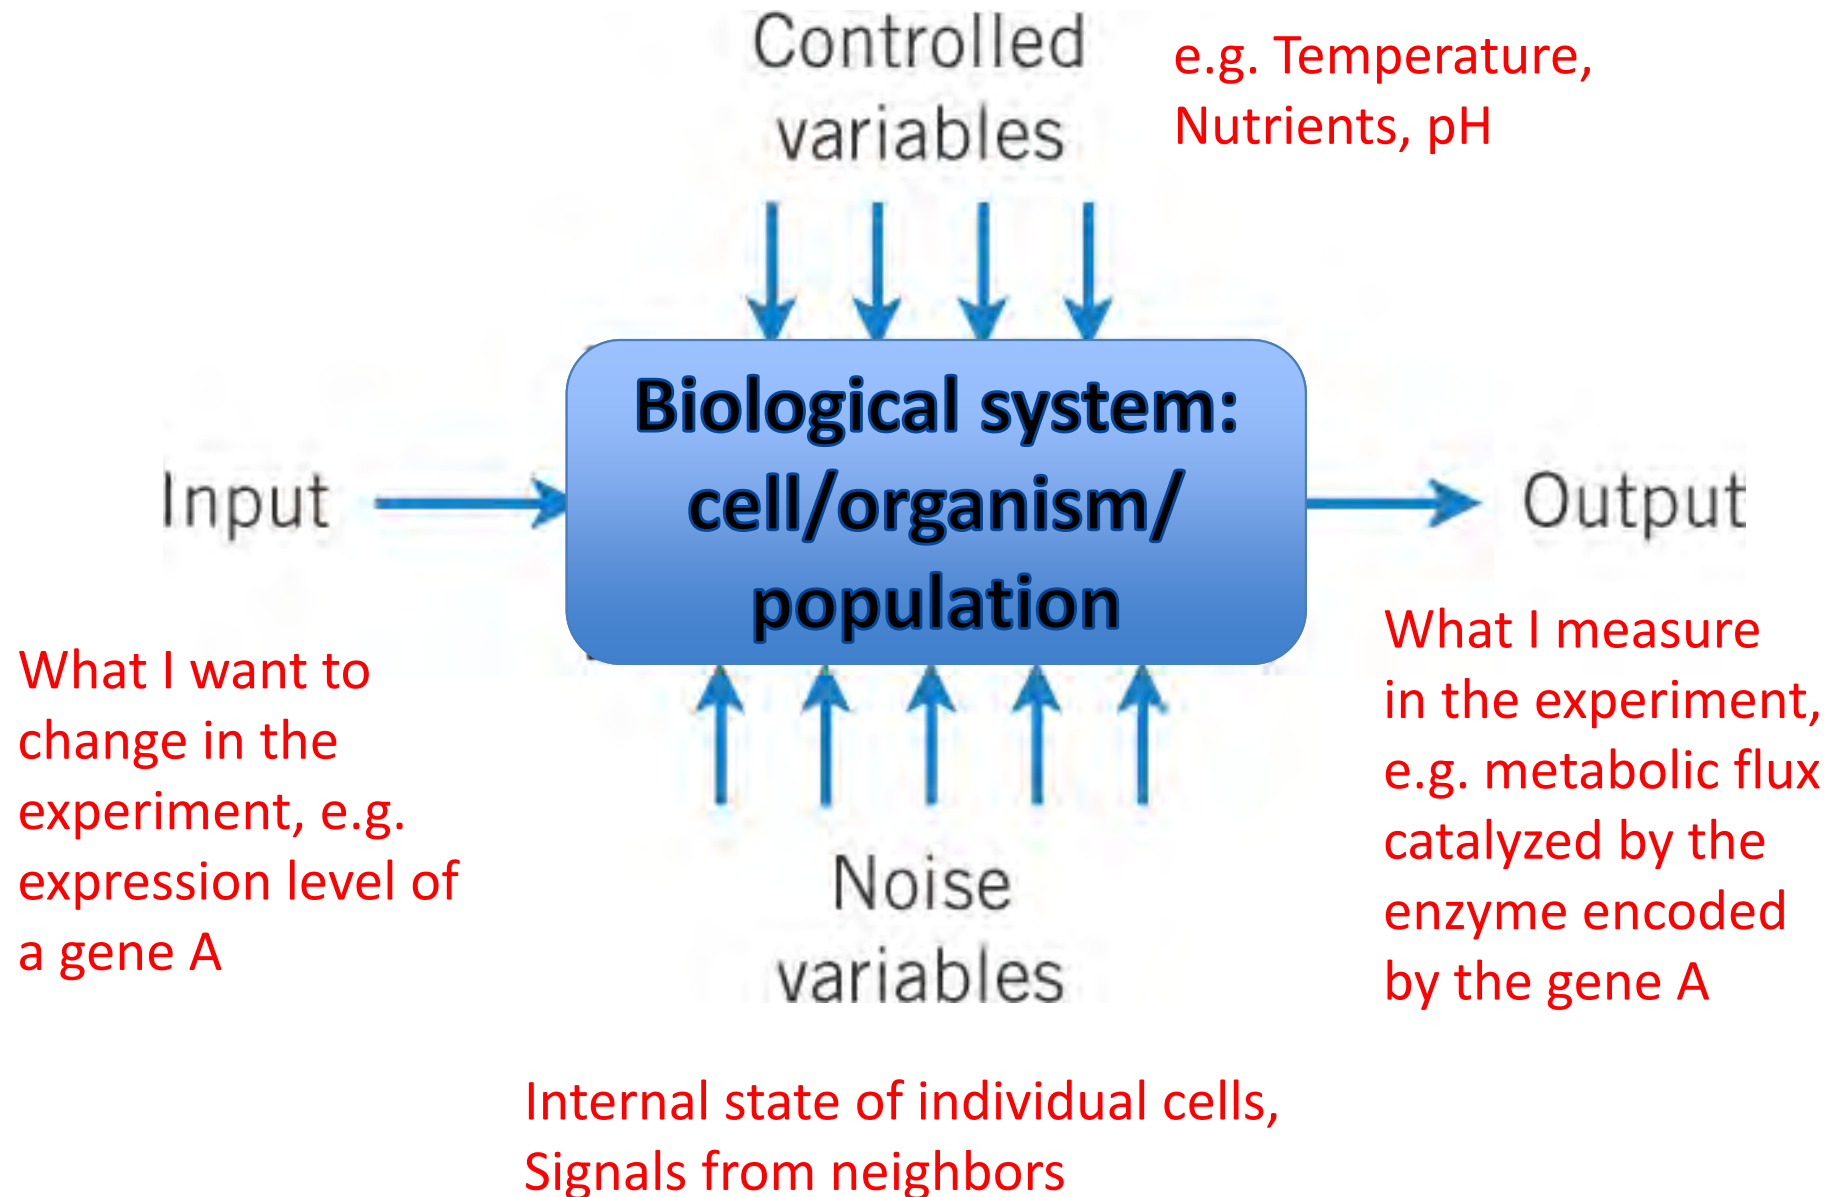 Controlled
variables
e.g. Temperature,
Nutrients, pH
Biological system:
cell/organism/
population
Input
Output
What I want to
change in the
experiment, e.g.
expression level of
a gene A
What I measure
in the experiment,
e.g. metabolic flux
catalyzed by the
enzyme encoded
by the gene A
Noise
variables
Internal state of individual cells,
Signals from neighbors